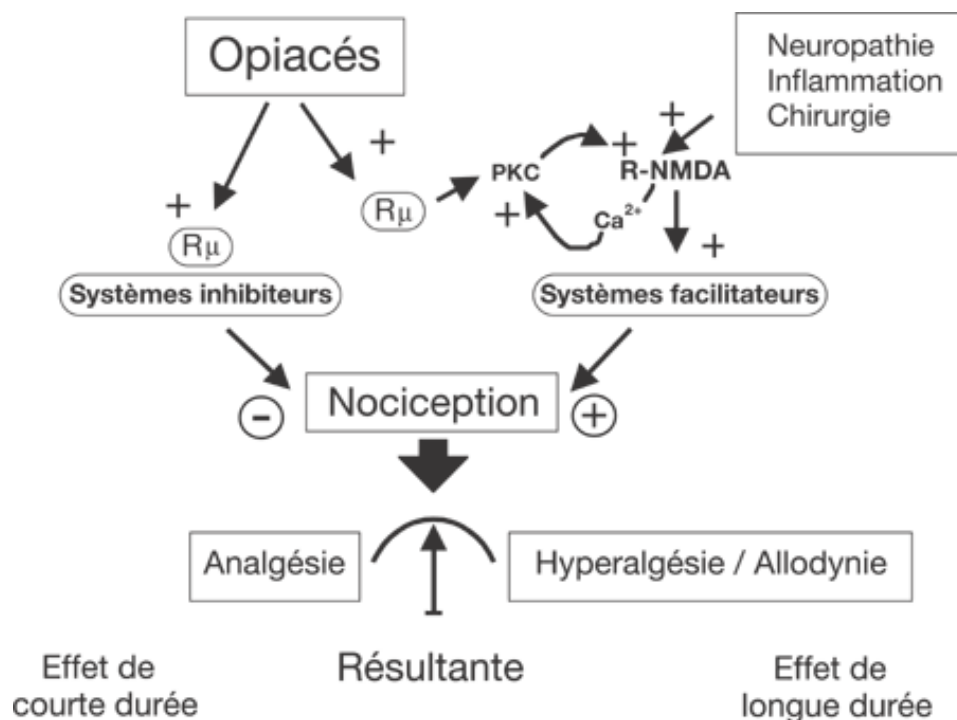 Opiacés
Neuropathie
Inflammation
Chirurgie
+
+
+
PKC
R-NMDA
+
Rμ
+
Ca²⁺
+
Rμ
Systèmes inhibiteurs
Systèmes facilitateurs
-
Nociception
+
Analgésie
Hyperalgésie / Allodynie
Effet de
courte durée
Résultante
Effet de
longue durée